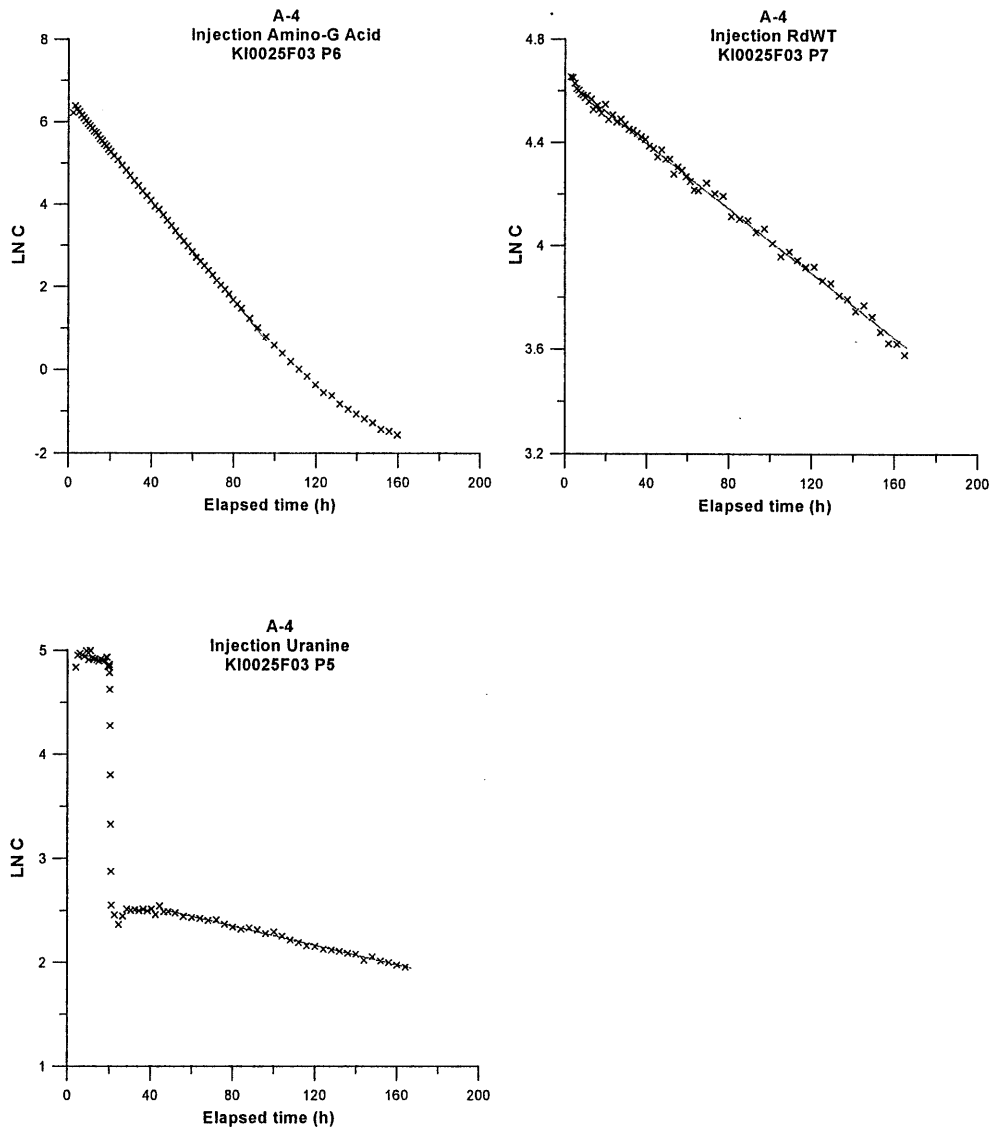 A-4
Injection Amino-G Acid
KI0025F03 P6
8
6
4
2
0
-2
LN C
0 40 80 120 160 200
Elapsed time (h)
A-4
Injection RdWT
KI0025F03 P7
4.8
4.4
4
3.6
3.2
LN C
0 40 80 120 160 200
Elapsed time (h)
A-4
Injection Uranine
KI0025F03 P5
5
4
3
2
1
LN C
0 40 80 120 160 200
Elapsed time (h)